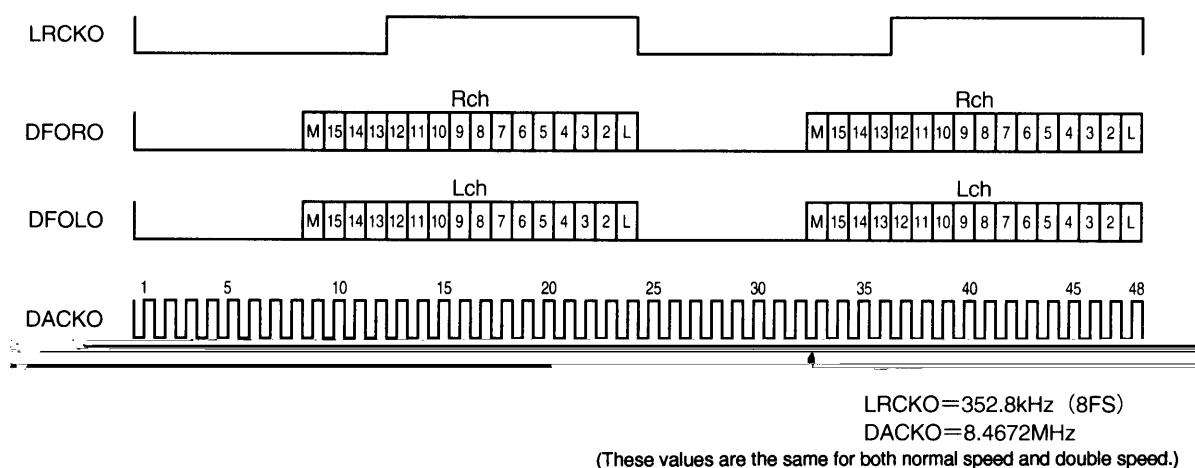 LRCKO
Rch Rch
DFORO M 15 14 13 12 11 10 9 8 7 6 5 4 3 2 L M 15 14 13 12 11 10 9 8 7 6 5 4 3 2 L
Lch Lch
DFOLO M 15 14 13 12 11 10 9 8 7 6 5 4 3 2 L M 15 14 13 12 11 10 9 8 7 6 5 4 3 2 L
1 5 10 15 20 25 30 35 40 45 48
DACKO
LRCKO=352.8kHz (8FS)
DACKO=8.4672MHz
(These values are the same for both normal speed and double speed.)